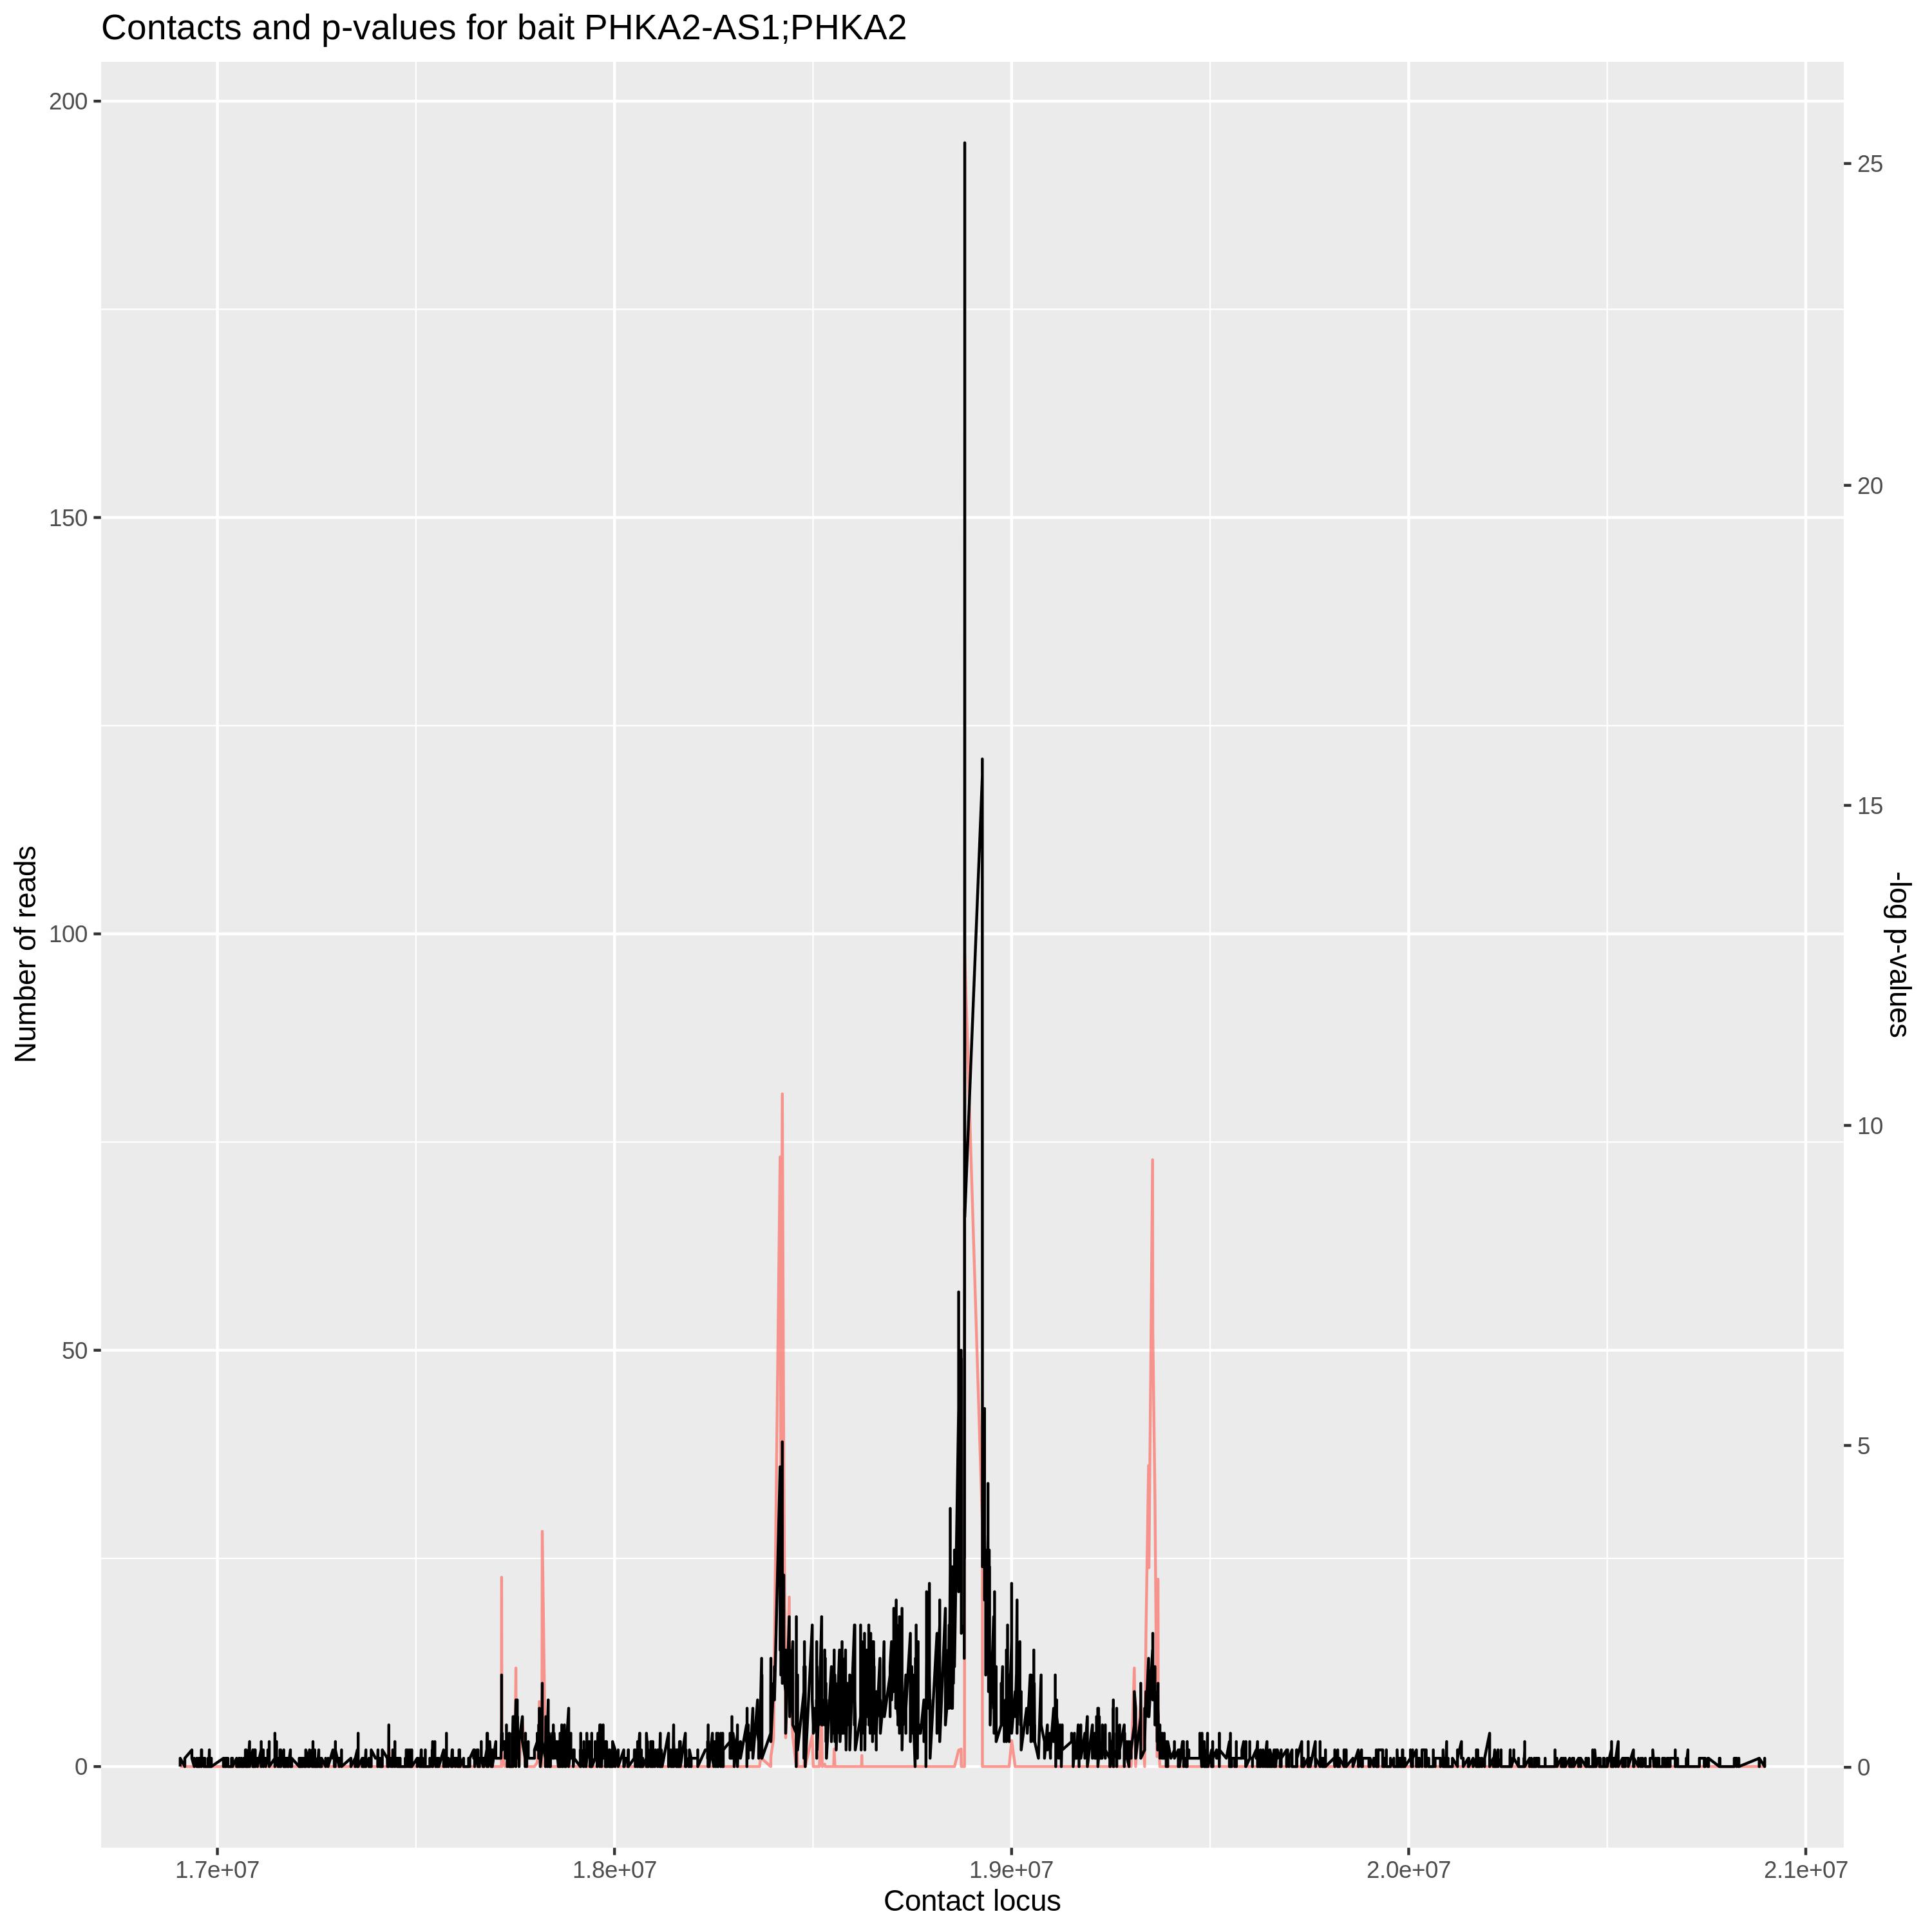 Contacts and p-values for bait PHKA2-AS1;PHKA2
200
150
100
50
0
Number of reads
25
20
15
10
5
0
-log p-values
1.7e+07
1.8e+07
1.9e+07
2.0e+07
2.1e+07
Contact locus